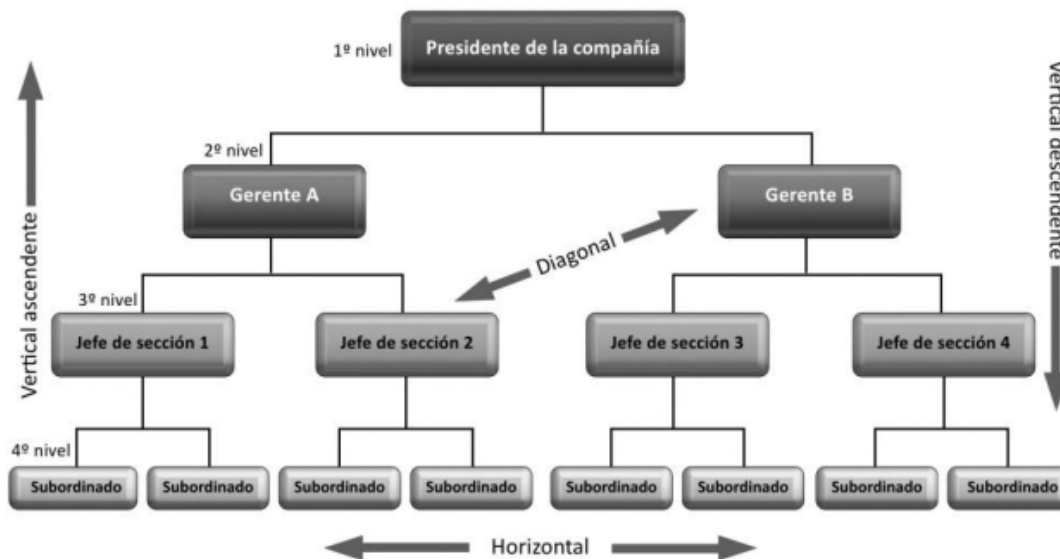 1º nivel
Presidente de la compañía
2º nivel
Gerente A
Gerente B
Vertical ascendente
Diagonal
Vertical descendente
3º nivel
Jefe de sección 1
Jefe de sección 2
Jefe de sección 3
Jefe de sección 4
4º nivel
Subordinado
Subordinado
Subordinado
Subordinado
Subordinado
Subordinado
Subordinado
Subordinado
Horizontal